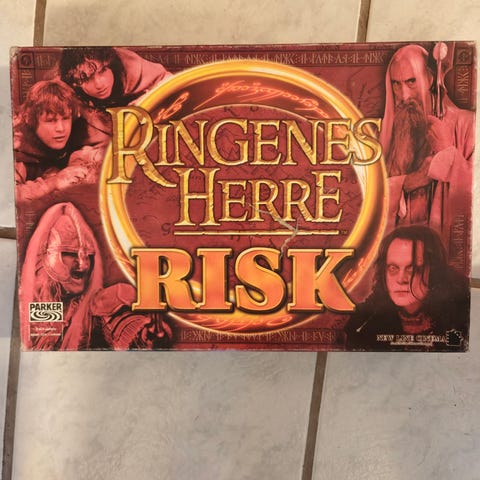 RINGENES
HERRE
RISK
PARKER
NEW LINE CINEMA